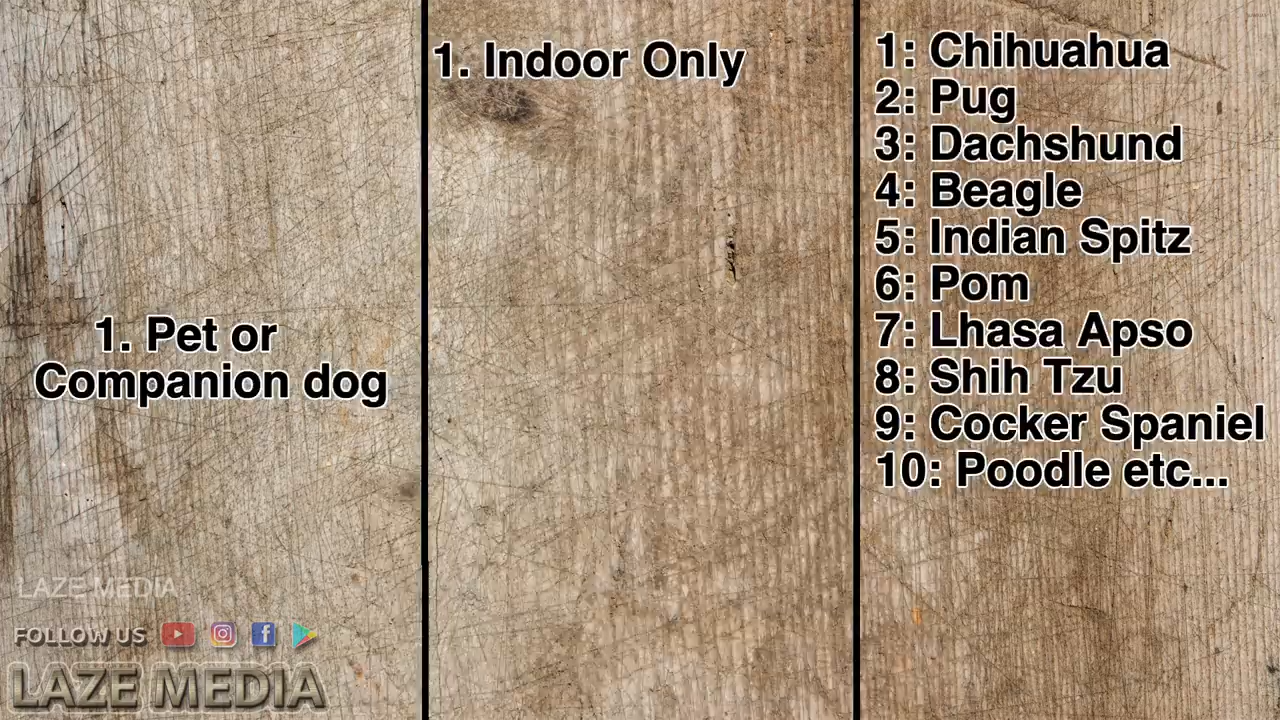 1. Pet or
Companion dog
1. Indoor Only
1: Chihuahua
2: Pug
3: Dachshund
4: Beagle
5: Indian Spitz
6: Pom
7: Lhasa Apso
8: Shih Tzu
9: Cocker Spaniel
10: Poodle etc...
LAZE MEDIA
FOLLOW US
LAZE MEDIA